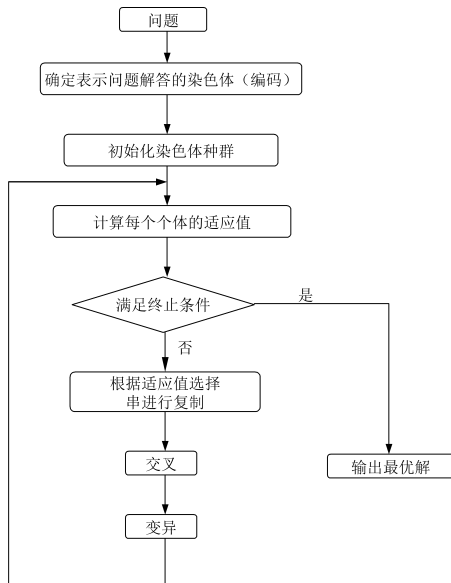 问题
确定表示问题解答的染色体（编码）
初始化染色体种群
计算每个个体的适应值
满足终止条件
是
否
根据适应值选择
串进行复制
交叉
输出最优解
变异